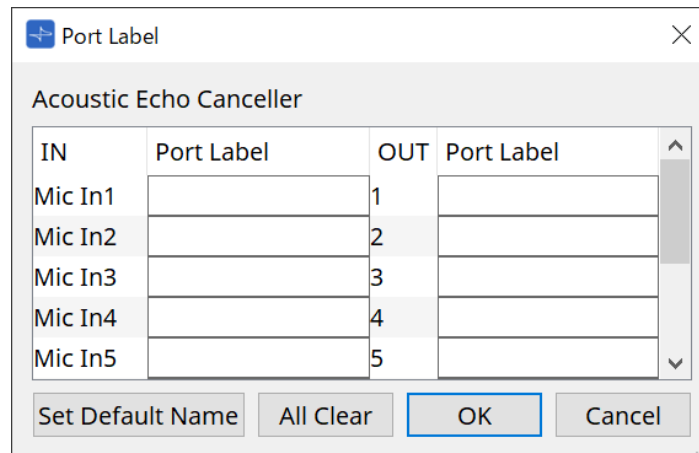 Port Label
Acoustic Echo Canceller
IN Port Label OUT Port Label
Mic In1 1
Mic In2 2
Mic In3 3
Mic In4 4
Mic In5 5
Set Default Name All Clear OK Cancel